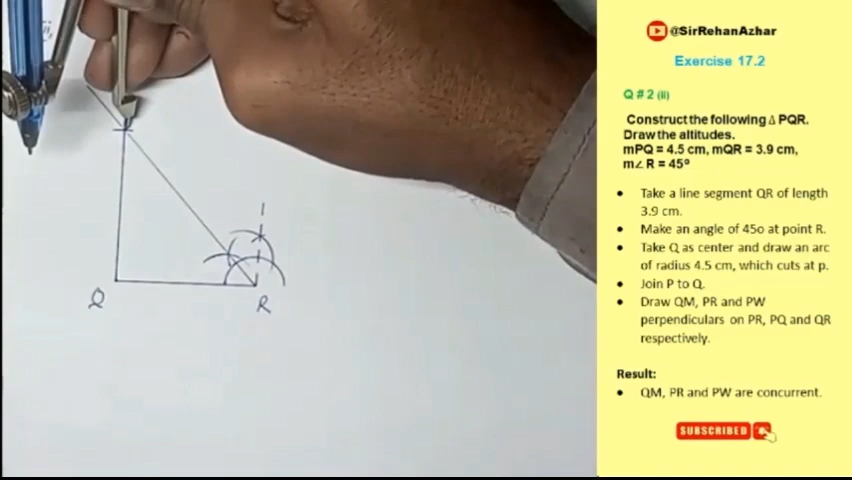 @SirRehanAzhar
Exercise 17.2
Q # 2 (ii)
Construct the following Δ PQR.
Draw the altitudes.
mPQ = 4.5 cm, mQR = 3.9 cm,
m∠ R = 45º
• Take a line segment QR of length
3.9 cm.
• Make an angle of 45o at point R.
• Take Q as center and draw an arc
of radius 4.5 cm, which cuts at p.
• Join P to Q.
• Draw QM, PR and PW
perpendiculars on PR, PQ and QR
respectively.
Result:
• QM, PR and PW are concurrent.
SUBSCRIBED
Q R